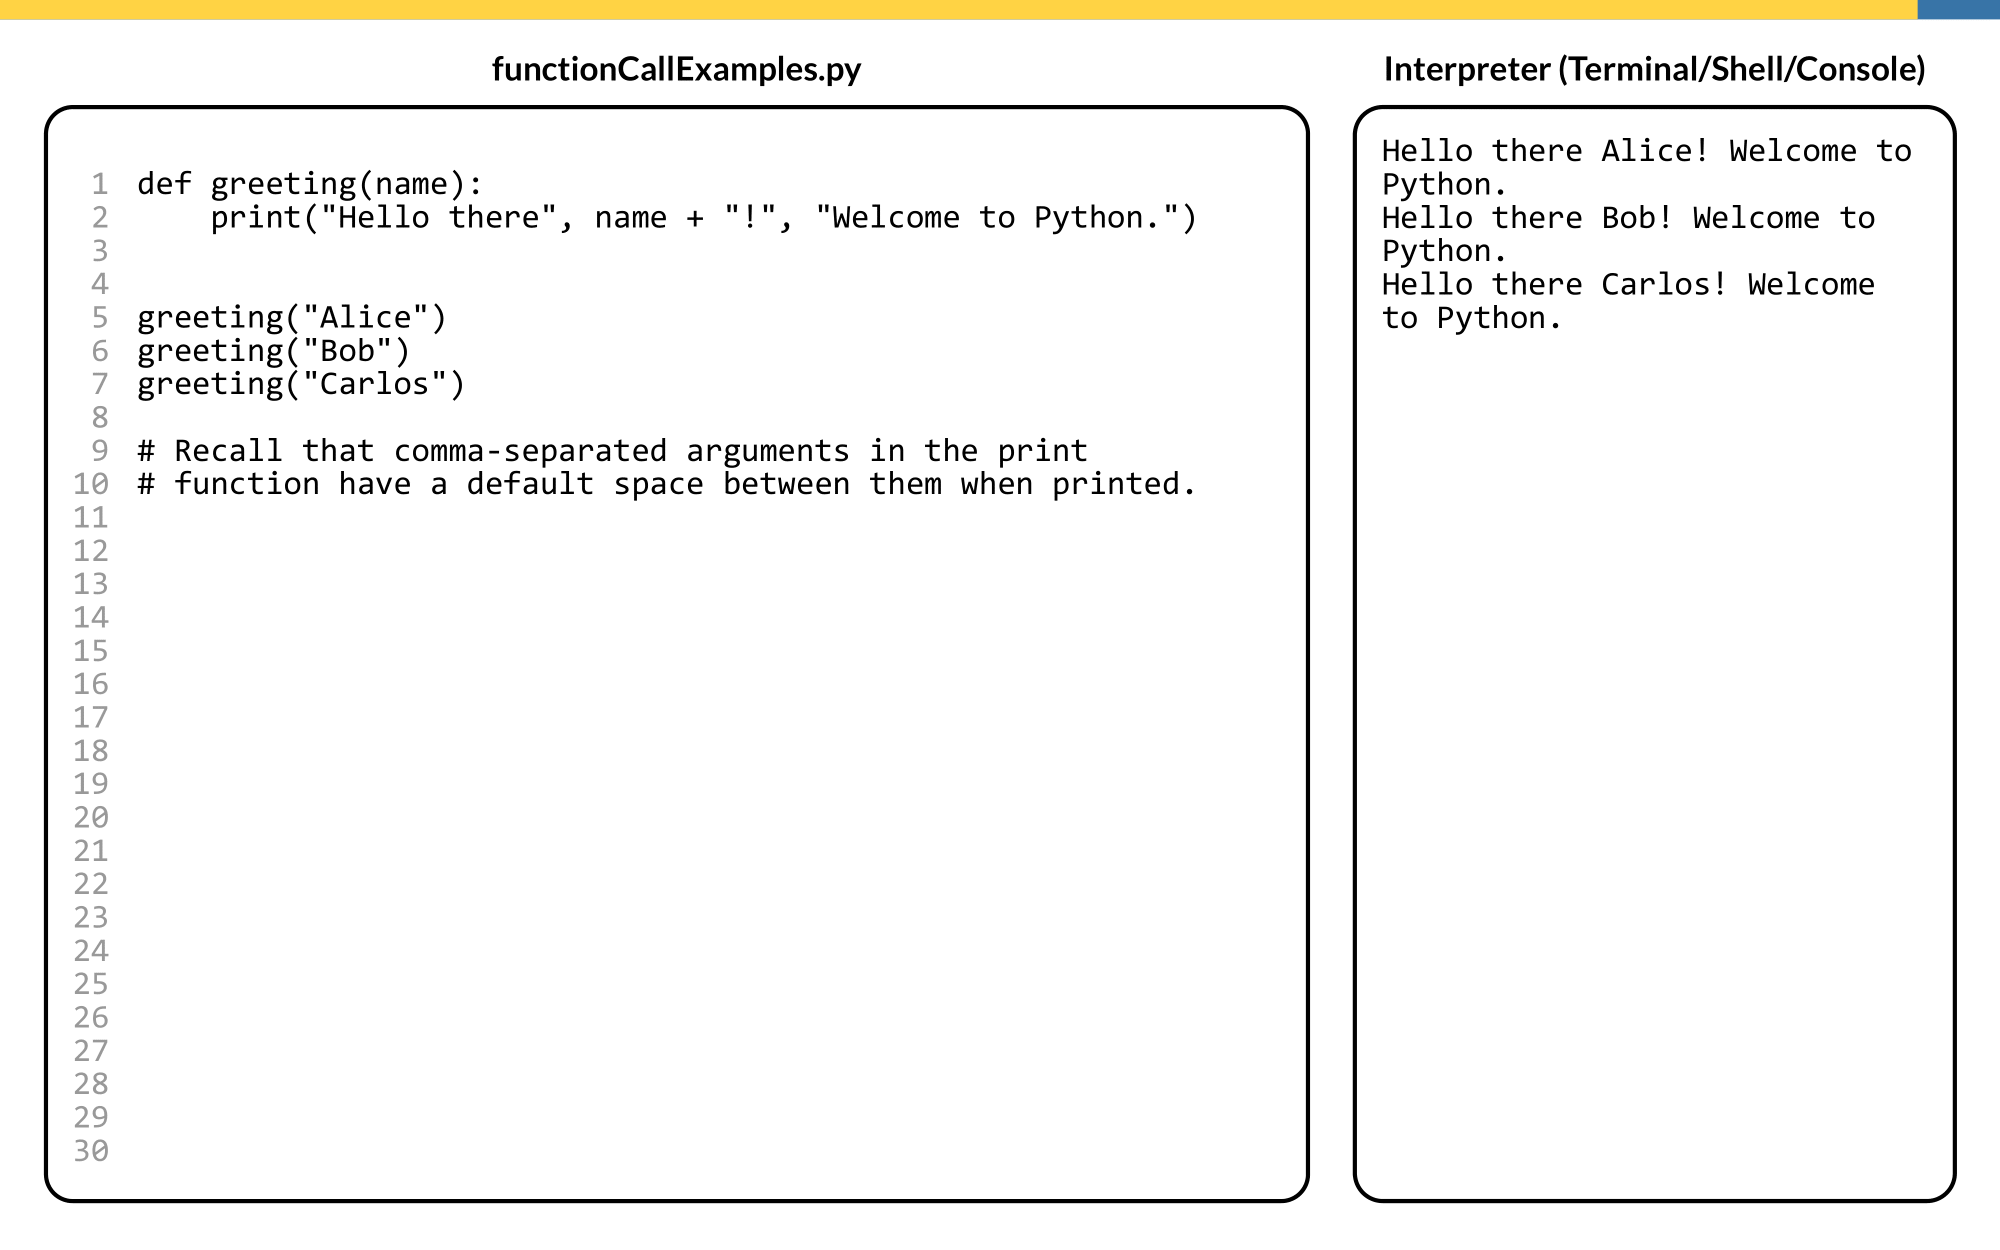 functionCallExamples.py
1 def greeting(name):
2     print("Hello there", name + "!", "Welcome to Python.")
3
4
5 greeting("Alice")
6 greeting("Bob")
7 greeting("Carlos")
8
9 # Recall that comma-separated arguments in the print
10 # function have a default space between them when printed.
11
12
13
14
15
16
17
18
19
20
21
22
23
24
25
26
27
28
29
30
Interpreter (Terminal/Shell/Console)
Hello there Alice! Welcome to
Python.
Hello there Bob! Welcome to
Python.
Hello there Carlos! Welcome
to Python.